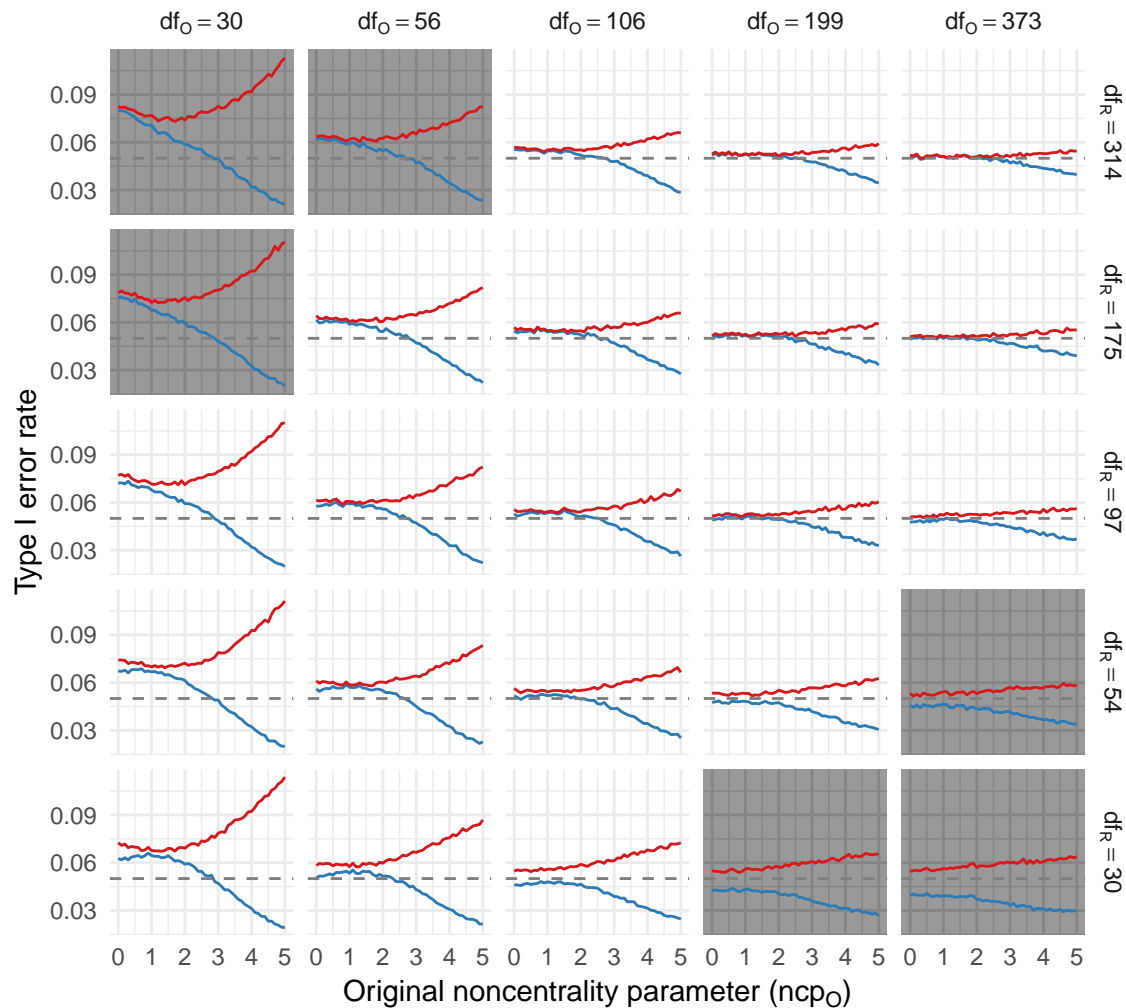 df_O = 30 df_O = 56 df_O = 106 df_O = 199 df_O = 373
0.09
0.06
0.03
df_R = 314
0.09
0.06
0.03
df_R = 175
0.09
0.06
0.03
df_R = 97
0.09
0.06
0.03
df_R = 54
0.09
0.06
0.03
df_R = 30
Type I error rate
0 1 2 3 4 5 0 1 2 3 4 5 0 1 2 3 4 5 0 1 2 3 4 5 0 1 2 3 4 5
Original noncentrality parameter (ncp_O)